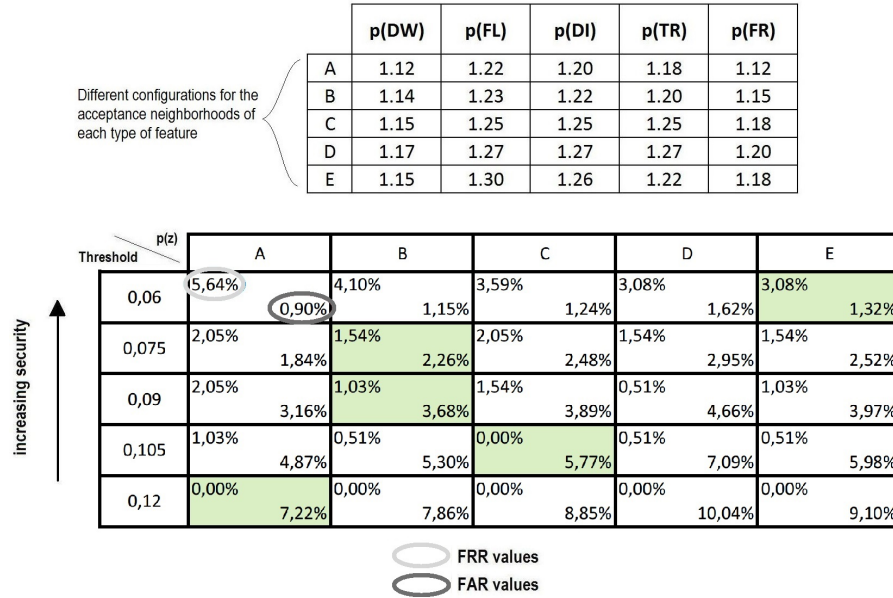 p(DW) p(FL) p(DI) p(TR) p(FR)
A 1.12 1.22 1.20 1.18 1.12
B 1.14 1.23 1.22 1.20 1.15
C 1.15 1.25 1.25 1.25 1.18
D 1.17 1.27 1.27 1.27 1.20
E 1.15 1.30 1.26 1.22 1.18
Different configurations for the
acceptance neighborhoods of
each type of feature
p(z)
Threshold
A B C D E
0,06
5,64% 4,10% 3,59% 3,08% 3,08%
0,90% 1,15% 1,24% 1,62% 1,32%
0,075
2,05% 1,54% 2,05% 1,54% 1,54%
1,84% 2,26% 2,48% 2,95% 2,52%
0,09
2,05% 1,03% 1,54% 0,51% 1,03%
3,16% 3,68% 3,89% 4,66% 3,97%
0,105
1,03% 0,51% 0,00% 0,51% 0,51%
4,87% 5,30% 5,77% 7,09% 5,98%
0,12
0,00% 0,00% 0,00% 0,00% 0,00%
7,22% 7,86% 8,85% 10,04% 9,10%
increasing security
FRR values
FAR values